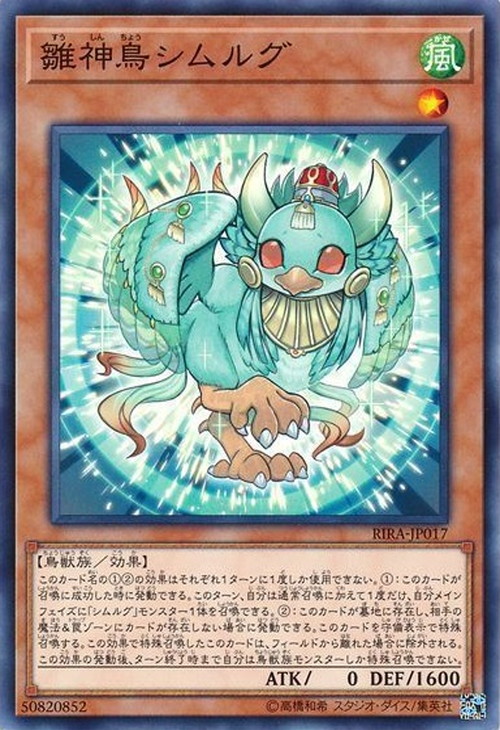 雛神鳥シムルグ
風
RIRA-JP017
【鳥獣族／効果】
このカード名の①②の効果はそれぞれ1ターンに1度しか使用できない。①：このカードが
召喚に成功した時に発動できる。このターン、自分は通常召喚に加えて1度だけ、自分メイン
フェイズに「シムルグ」モンスター1体を召喚できる。②：このカードが墓地に存在し、相手の
魔法＆罠ゾーンにカードが存在しない場合に発動できる。このカードを守備表示で特殊
召喚する。この効果で特殊召喚したこのカードは、フィールドから離れた場合に除外される。
この効果の発動後、ターン終了時まで自分は鳥獣族モンスターしか特殊召喚できない。
ATK/ 0 DEF/1600
50820852 ©高橋和希 スタジオ・ダイス/集英社